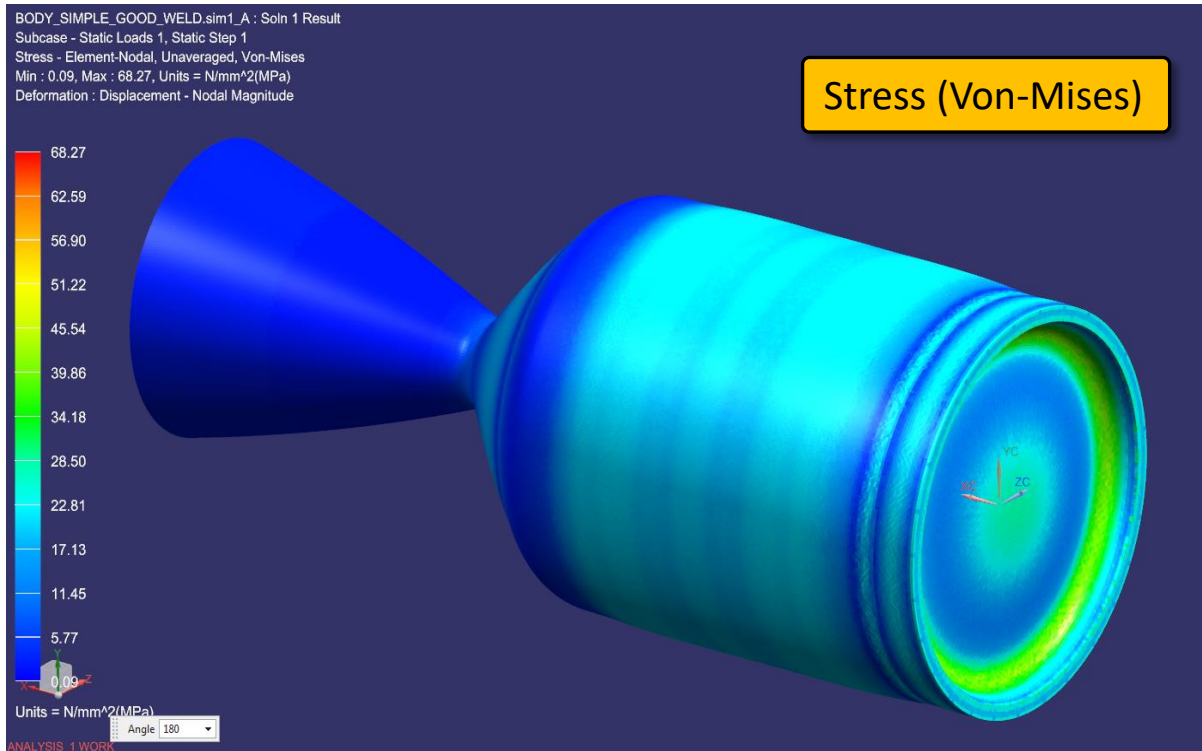 BODY_SIMPLE_GOOD_WELD.sim1_A : Soln 1 Result
Subcase - Static Loads 1, Static Step 1
Stress - Element-Nodal, Unaveraged, Von-Mises
Min : 0.09, Max : 68.27, Units = N/mm^2(MPa)
Deformation : Displacement - Nodal Magnitude
Stress (Von-Mises)
68.27
62.59
56.90
51.22
45.54
39.86
34.18
28.50
22.81
17.13
11.45
5.77
0.09
Y
X
Z
YC
XC
ZC
Units = N/mm^2(MPa)
Angle 180
ANALYSIS 1 WORK